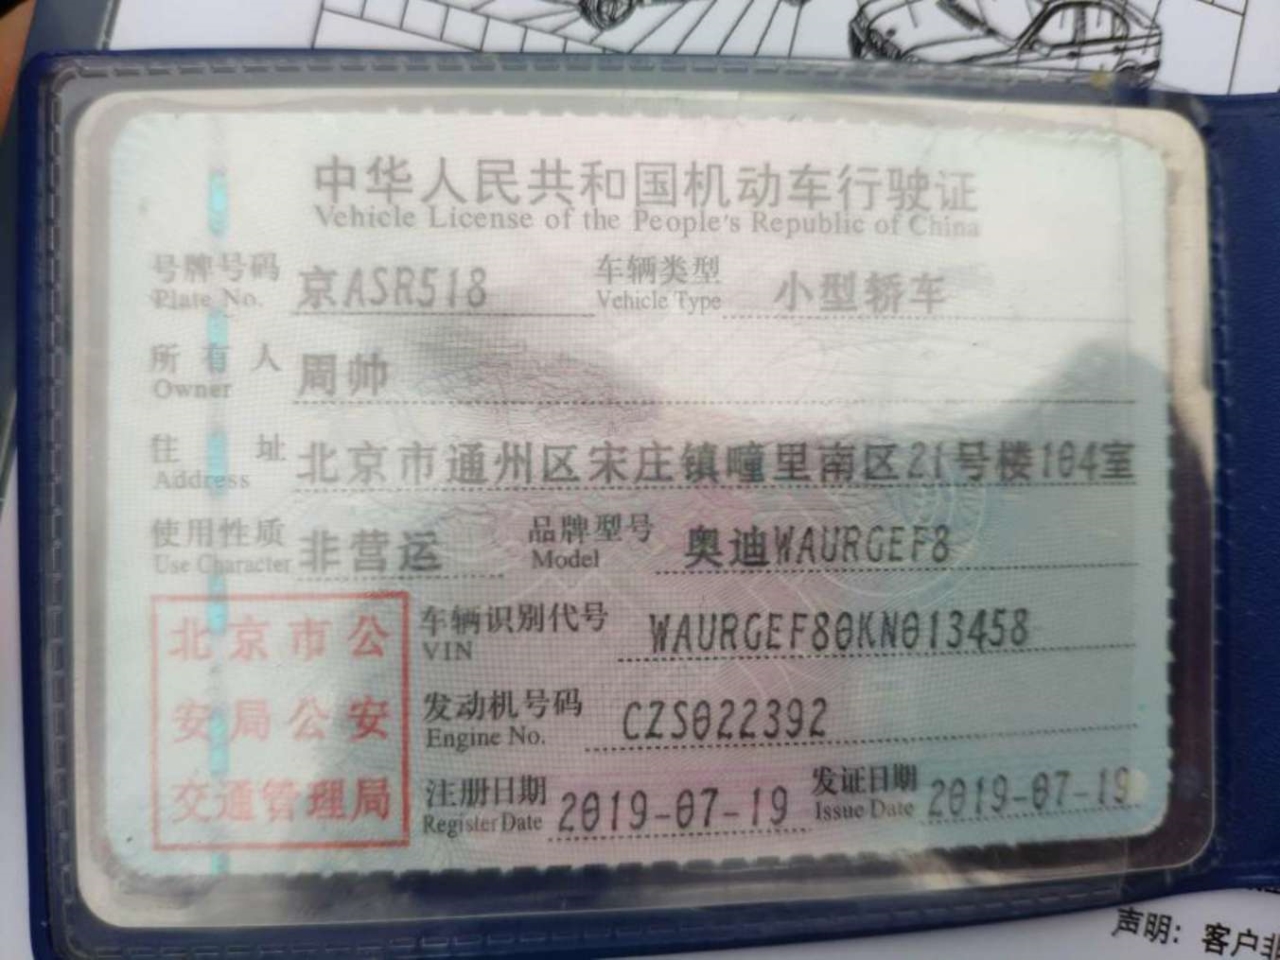 中华人民共和国机动车行驶证
Vehicle License of the People's Republic of China
号牌号码 京ASR518 车辆类型 小型轿车
Plate No. Vehicle Type
所有人 周帅
Owner
住址 北京市通州区宋庄镇疃里南区21号楼104室
Address
使用性质 非营运 品牌型号 奥迪WAURGEF8
Use Character Model
北京市公
安局公安
交通管理局
车辆识别代号 WAURGEF80KN013458
VIN
发动机号码 CZS022392
Engine No.
注册日期 2019-07-19 发证日期 2019-07-19
Register Date Issue Date
声明：客户非